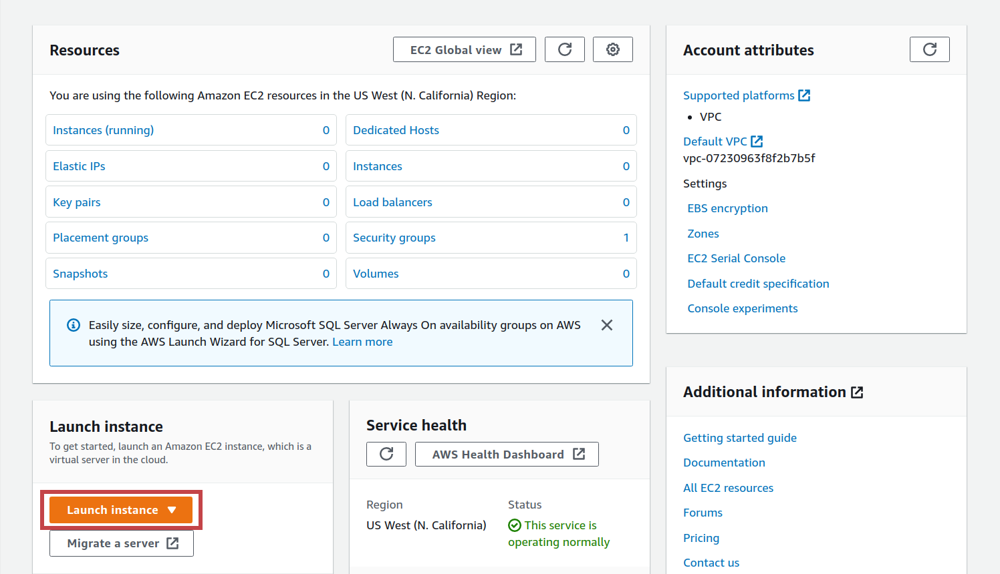 Resources
EC2 Global view
You are using the following Amazon EC2 resources in the US West (N. California) Region:
Instances (running) 0
Dedicated Hosts 0
Elastic IPs 0
Instances 0
Key pairs 0
Load balancers 0
Placement groups 0
Security groups 1
Snapshots 0
Volumes 0
Easily size, configure, and deploy Microsoft SQL Server Always On availability groups on AWS
using the AWS Launch Wizard for SQL Server. Learn more
Launch instance
To get started, launch an Amazon EC2 instance, which is a
virtual server in the cloud.
Launch instance
Migrate a server
Service health
AWS Health Dashboard
Region
US West (N. California)
Status
This service is
operating normally
Account attributes
Supported platforms
• VPC
Default VPC
vpc-07230963f8f2b7b5f
Settings
EBS encryption
Zones
EC2 Serial Console
Default credit specification
Console experiments
Additional information
Getting started guide
Documentation
All EC2 resources
Forums
Pricing
Contact us